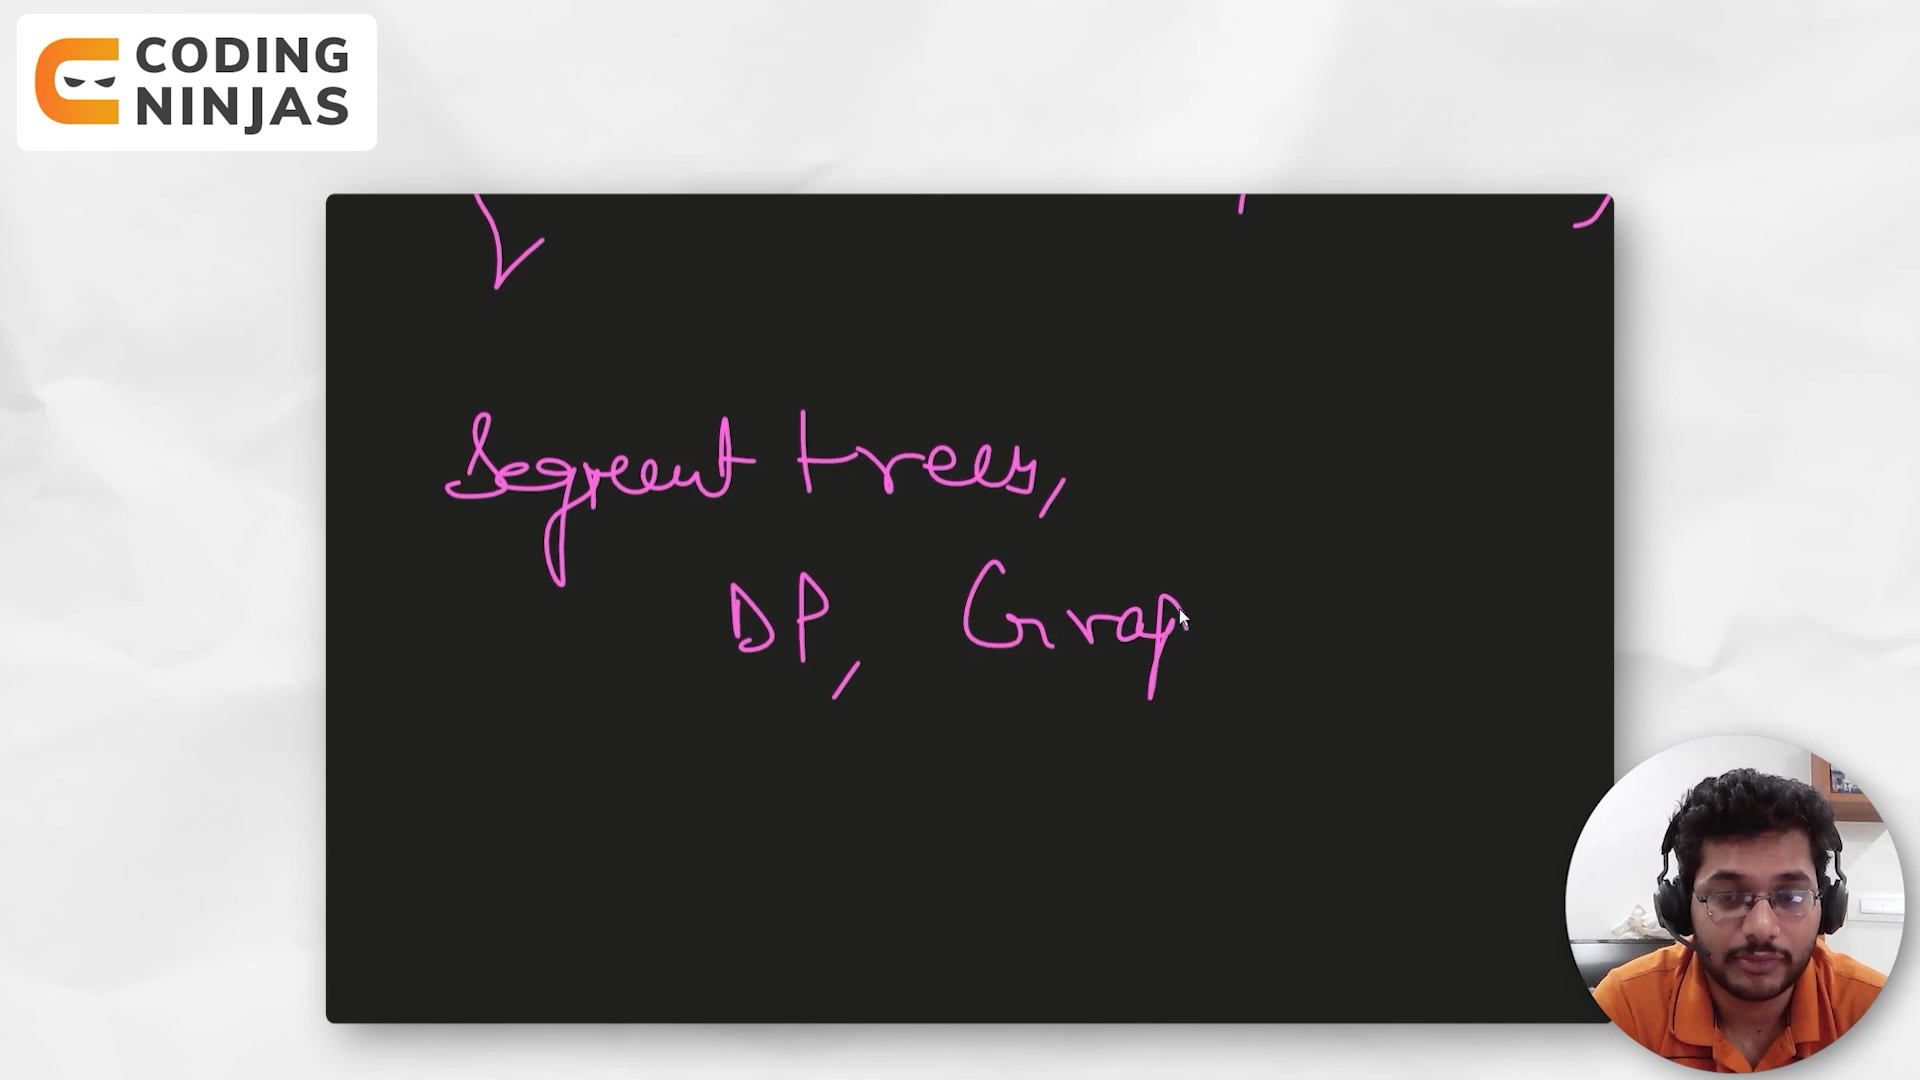 CODING
NINJAS
Segment trees,
DP, Grap